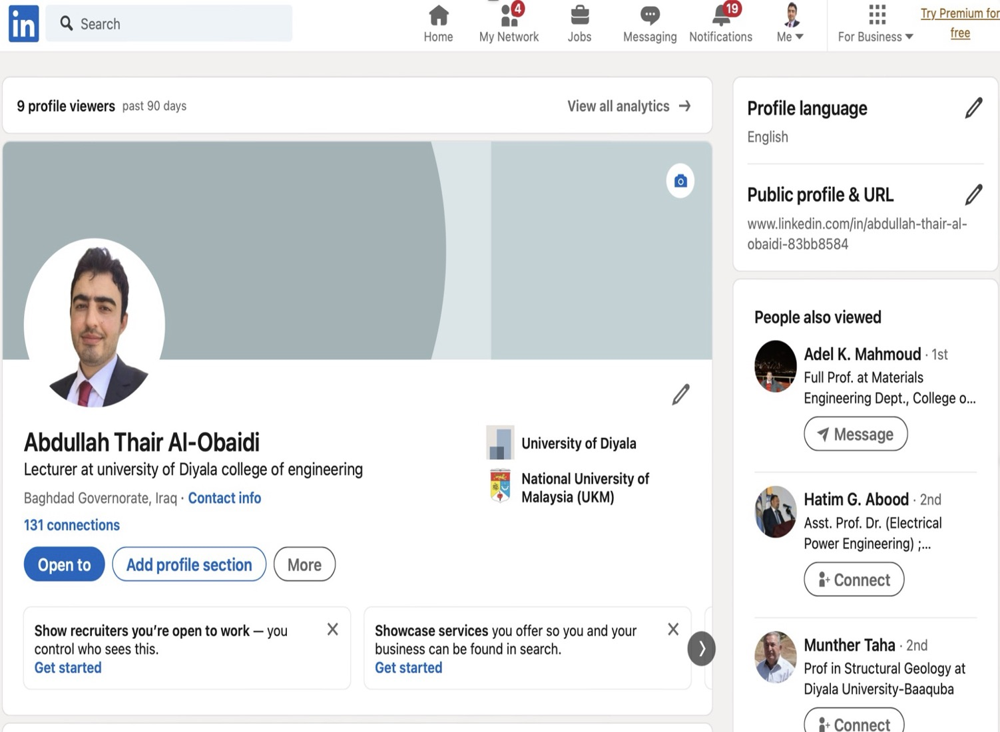 in
Search
Home
4
My Network
Jobs
Messaging
19
Notifications
Me
For Business
Try Premium for
free
9 profile viewers past 90 days
View all analytics →
Abdullah Thair Al-Obaidi
Lecturer at university of Diyala college of engineering
Baghdad Governorate, Iraq · Contact info
131 connections
University of Diyala
National University of
Malaysia (UKM)
Open to
Add profile section
More
Show recruiters you’re open to work — you
control who sees this.
Get started
Showcase services you offer so you and your
business can be found in search.
Get started
Profile language
English
Public profile & URL
www.linkedin.com/in/abdullah-thair-al-
obaidi-83bb8584
People also viewed
Adel K. Mahmoud · 1st
Full Prof. at Materials
Engineering Dept., College o...
Message
Hatim G. Abood · 2nd
Asst. Prof. Dr. (Electrical
Power Engineering) ;...
Connect
Munther Taha · 2nd
Prof in Structural Geology at
Diyala University-Baaquba
Connect